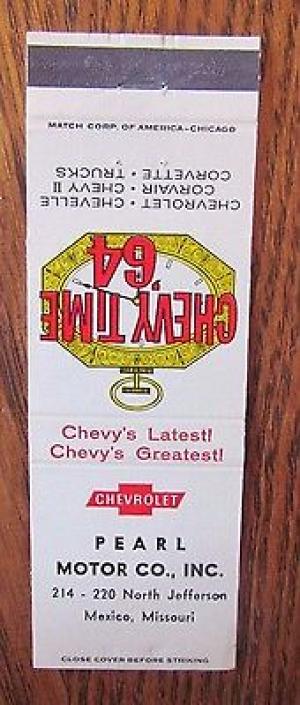 MATCH CORP. OF AMERICA-CHICAGO
CHEVROLET • CHEVELLE
CORVAIR • CHEVY II
CORVETTE • TRUCKS
CHEVY TIME
'64
Chevy's Latest!
Chevy's Greatest!
CHEVROLET
PEARL
MOTOR CO., INC.
214 - 220 North Jefferson
Mexico, Missouri
CLOSE COVER BEFORE STRIKING